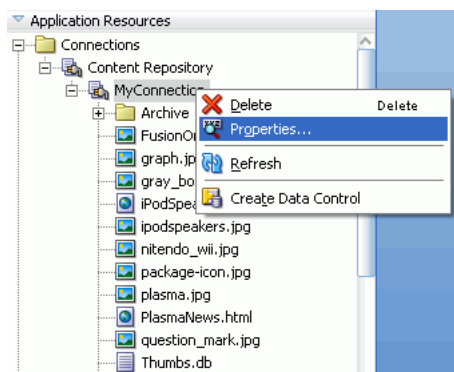 Application Resources
Connections
Content Repository
MyConnection
Archive
Delete Delete
Properties...
Refresh
Create Data Control
graph.jp
gray_bo
iPodSpea
ipodspeakers.jpg
nitendo_wii.jpg
package-icon.jpg
plasma.jpg
PlasmaNews.html
question_mark.jpg
Thumbs.db